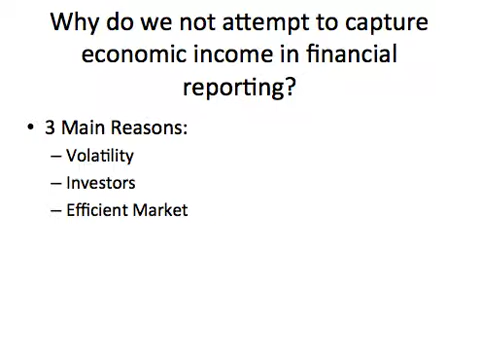 Why do we not attempt to capture
economic income in financial
reporting?
• 3 Main Reasons:
– Volatility
– Investors
– Efficient Market